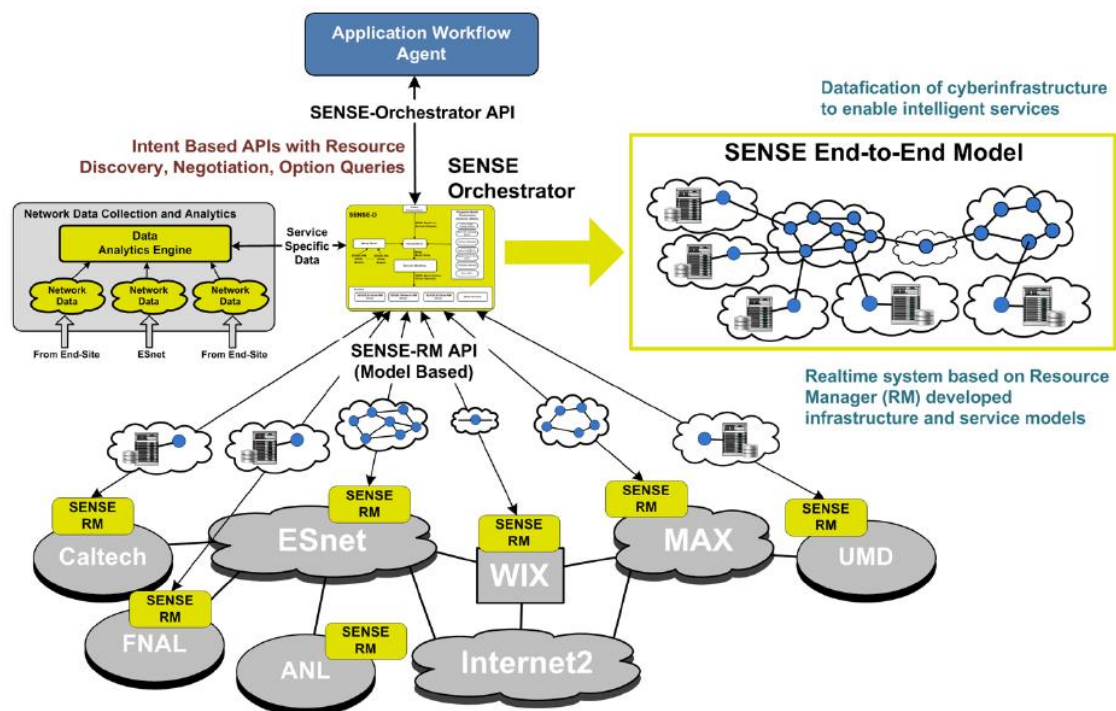 Application Workflow
Agent
SENSE-Orchestrator API
Datafication of cyberinfrastructure
to enable intelligent services
Intent Based APIs with Resource
Discovery, Negotiation, Option Queries
SENSE
Orchestrator
SENSE End-to-End Model
Network Data Collection and Analytics
Data
Analytics Engine
Service
Specific
Data
SENSE-O
Network
Data
Network
Data
Network
Data
From End-Site
ESnet
From End-Site
SENSE-RM API
(Model Based)
Realtime system based on Resource
Manager (RM) developed
infrastructure and service models
SENSE
RM
Caltech
SENSE
RM
ESnet
SENSE
RM
WIX
SENSE
RM
MAX
SENSE
RM
UMD
SENSE
RM
FNAL
SENSE
RM
ANL
Internet2